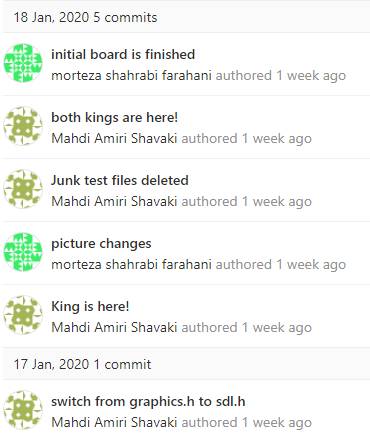 18 Jan, 2020 5 commits
initial board is finished
morteza shahrabi farahani authored 1 week ago
both kings are here!
Mahdi Amiri Shavaki authored 1 week ago
Junk test files deleted
Mahdi Amiri Shavaki authored 1 week ago
picture changes
morteza shahrabi farahani authored 1 week ago
King is here!
Mahdi Amiri Shavaki authored 1 week ago
17 Jan, 2020 1 commit
switch from graphics.h to sdl.h
Mahdi Amiri Shavaki authored 1 week ago